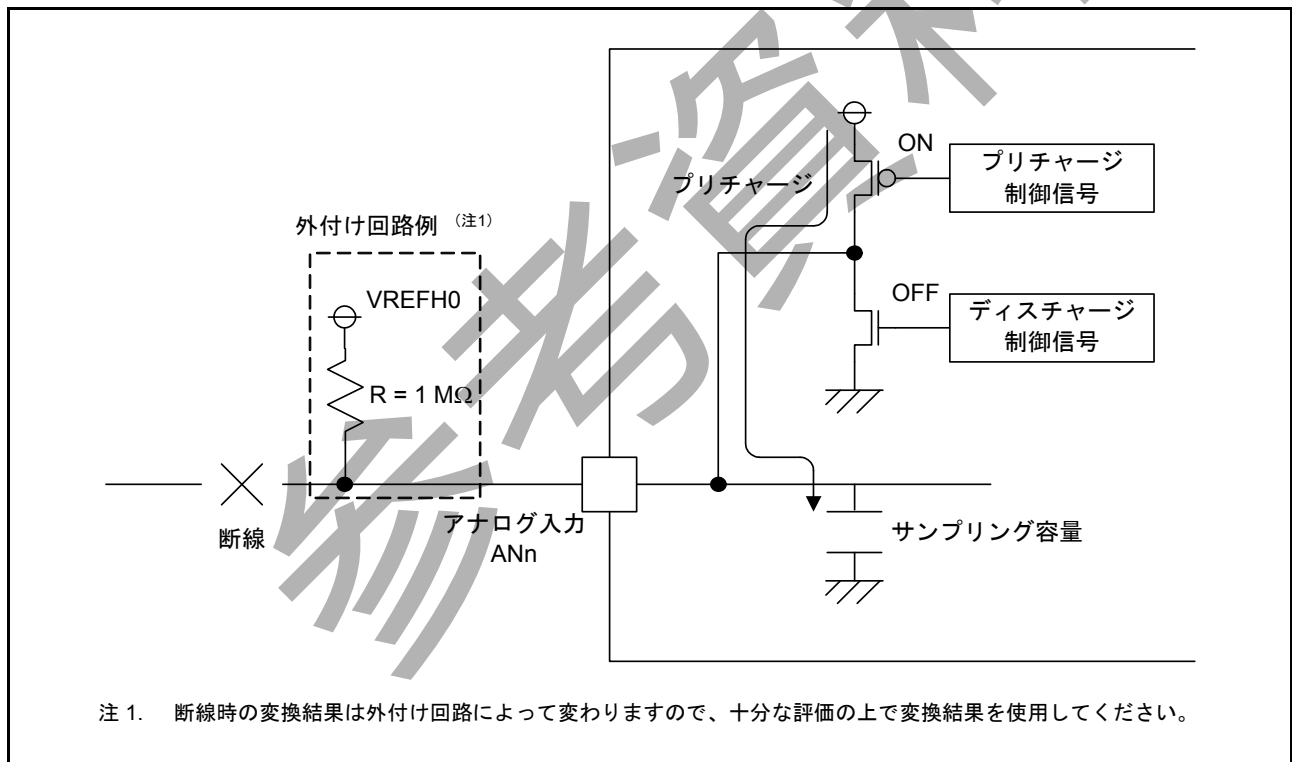 参考資料
ON
プリチャージ
制御信号
プリチャージ
外付け回路例 (注1)
VREFH0
OFF
ディスチャージ
制御信号
R = 1 MΩ
断線
アナログ入力
ANn
サンプリング容量
注 1. 断線時の変換結果は外付け回路によって変わりますので、十分な評価の上で変換結果を使用してください。